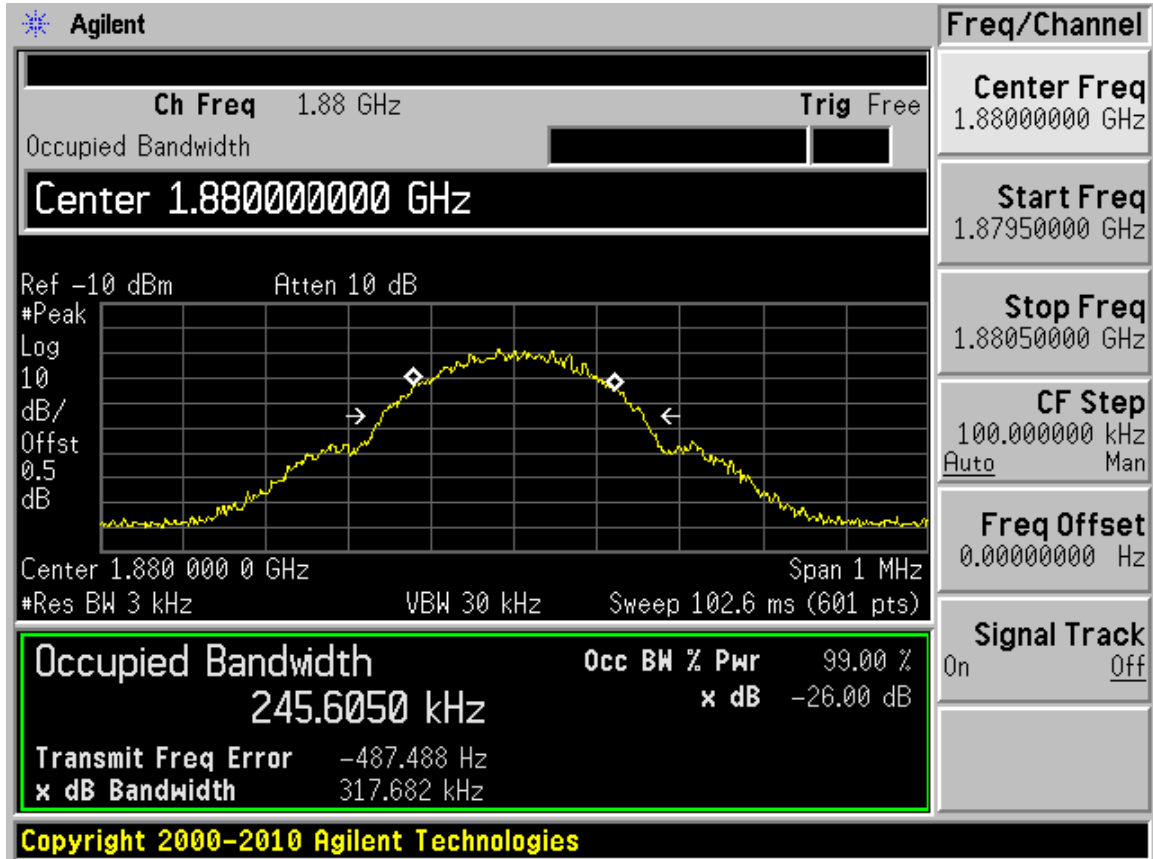 Agilent
Freq/Channel
Ch Freq 1.88 GHz Trig Free
Occupied Bandwidth
Center 1.880000000 GHz
Ref -10 dBm Atten 10 dB
#Peak
Log
10
dB/
Offst
0.5
dB
Center 1.880 000 0 GHz Span 1 MHz
#Res BW 3 kHz VBW 30 kHz Sweep 102.6 ms (601 pts)
Occupied Bandwidth
245.6050 kHz
Occ BW % Pwr 99.00 %
x dB -26.00 dB
Transmit Freq Error -487.488 Hz
x dB Bandwidth 317.682 kHz
Copyright 2000-2010 Agilent Technologies
Center Freq
1.88000000 GHz
Start Freq
1.87950000 GHz
Stop Freq
1.88050000 GHz
CF Step
100.000000 kHz
Auto Man
Freq Offset
0.00000000 Hz
Signal Track
On Off